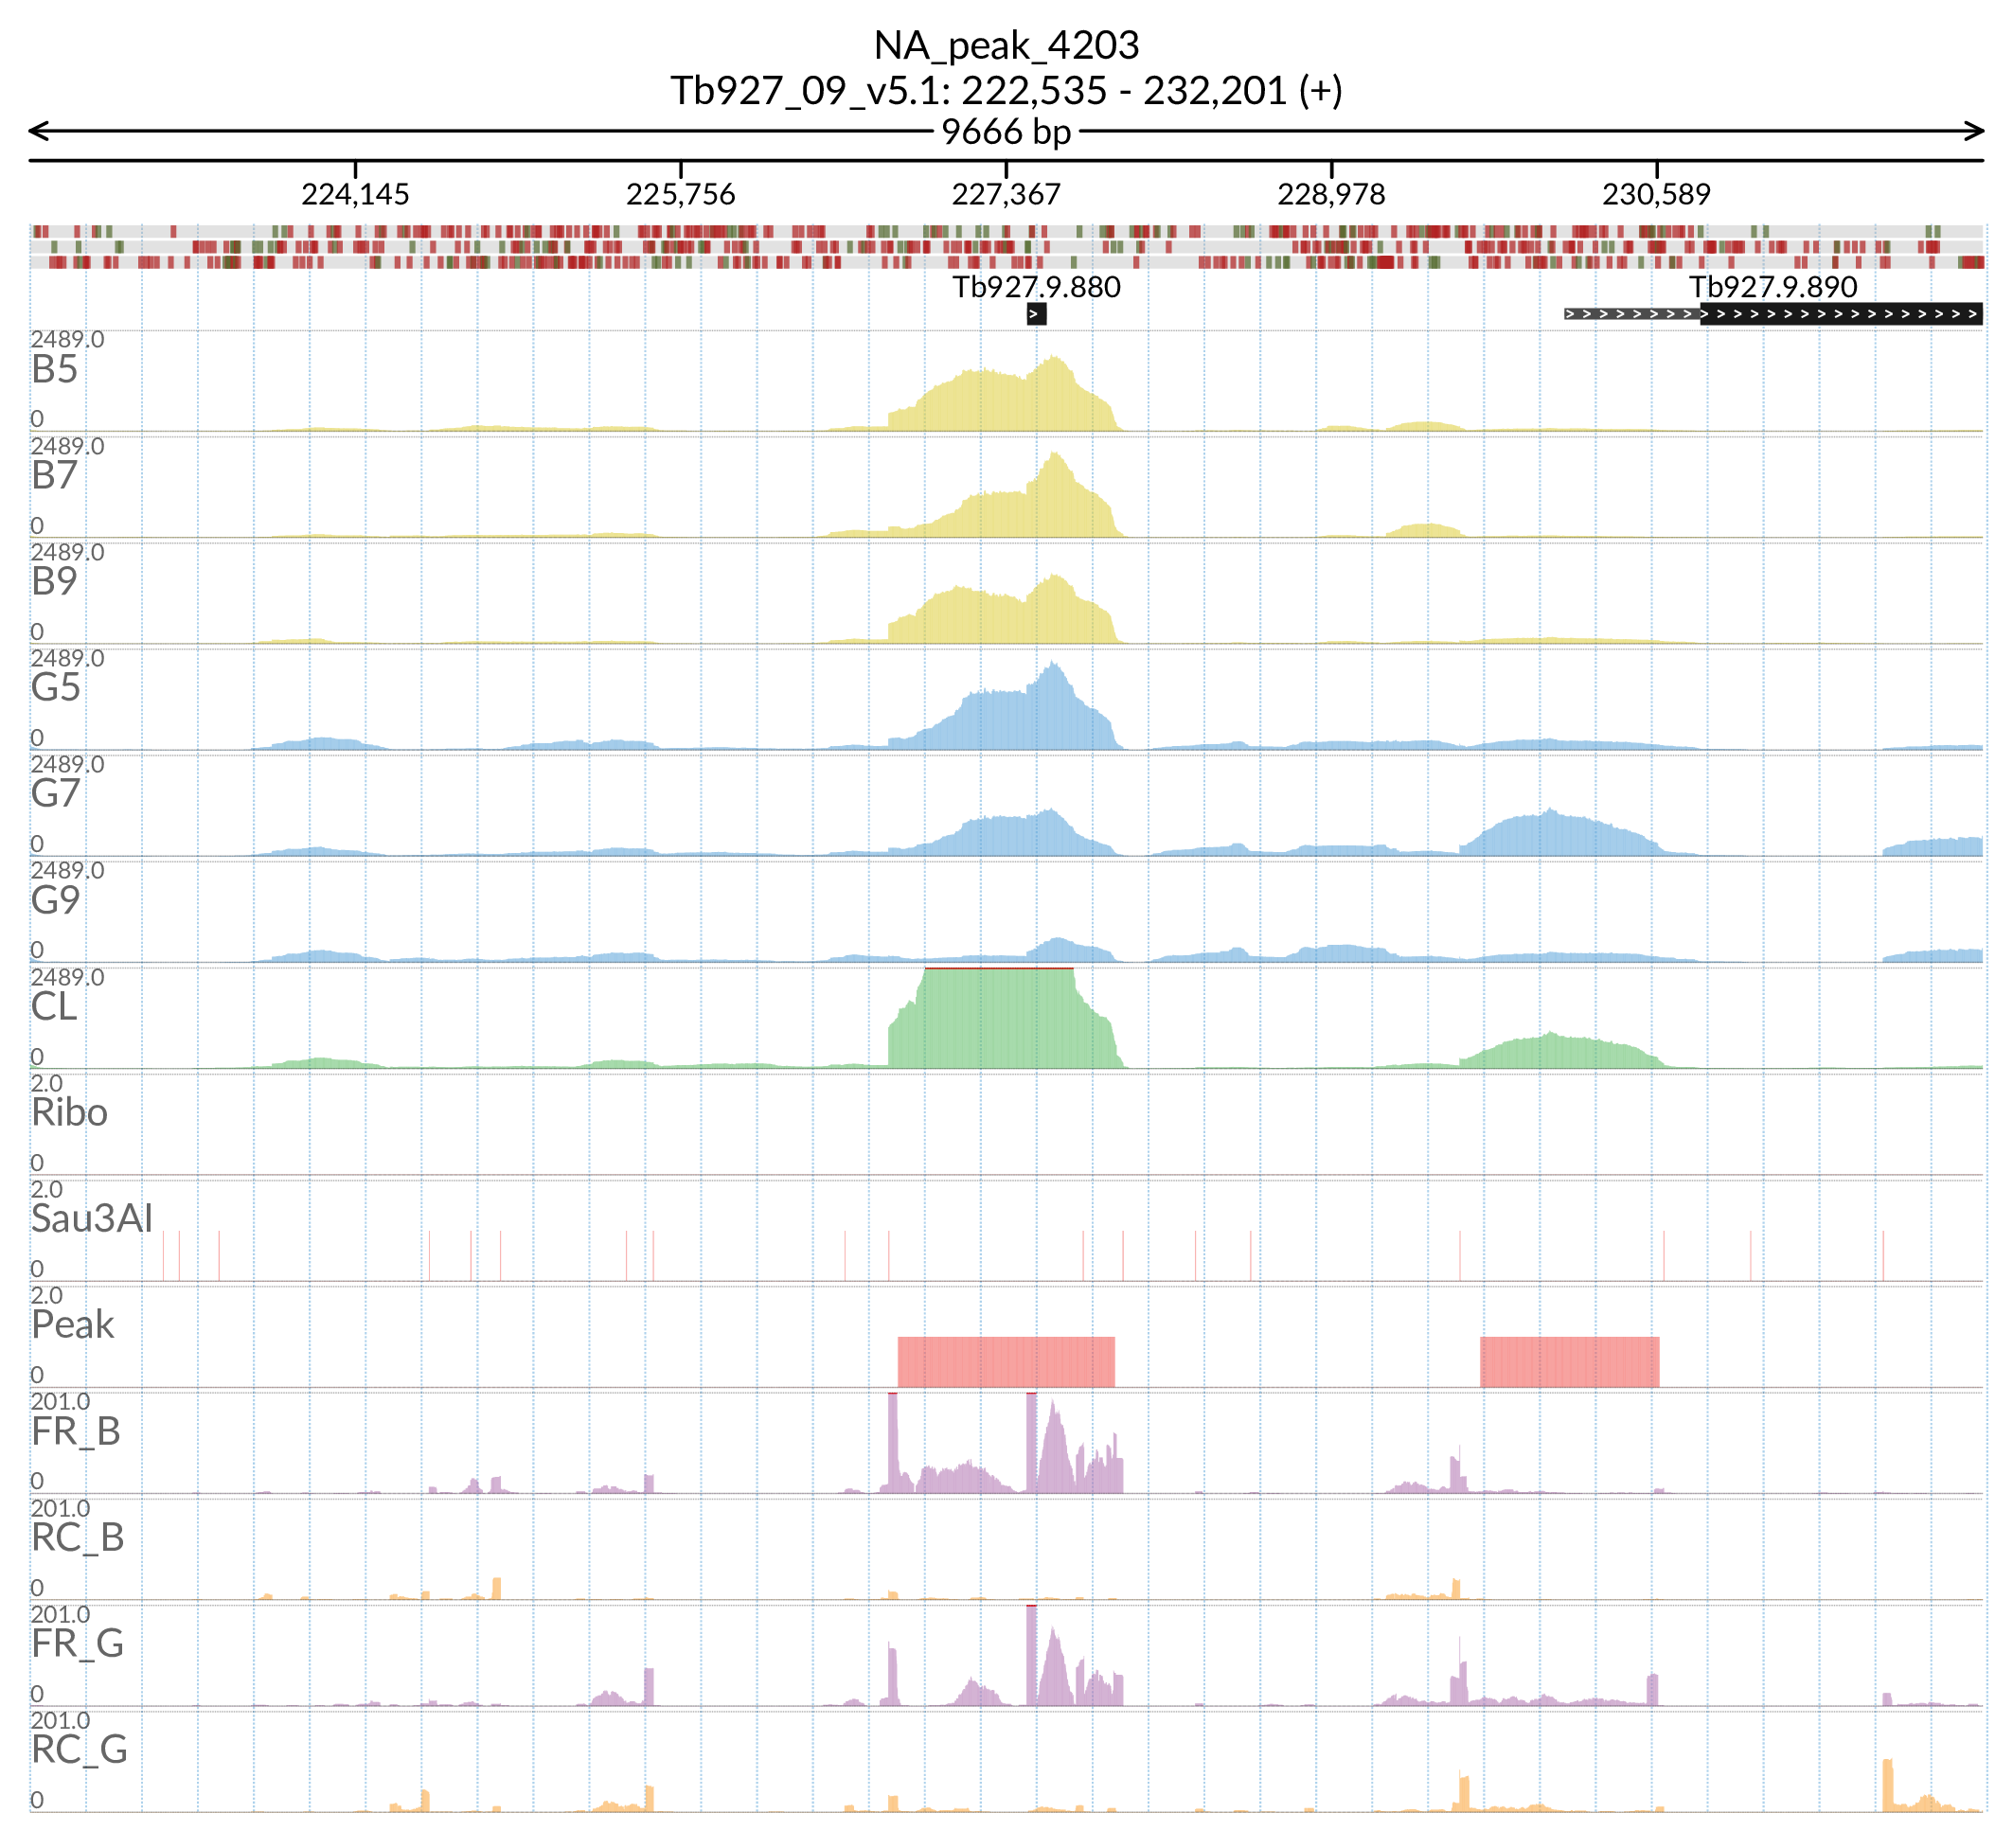 NA_peak_4203
Tb927_09_v5.1: 222,535 - 232,201 (+)
9666 bp
224,145 225,756 227,367 228,978 230,589
Tb927.9.880 Tb927.9.890
2489.0
B5
0
2489.0
B7
0
2489.0
B9
0
2489.0
G5
0
2489.0
G7
0
2489.0
G9
0
2489.0
CL
0
2.0
Ribo
0
2.0
Sau3AI
0
2.0
Peak
0
201.0
FR_B
0
201.0
RC_B
0
201.0
FR_G
0
201.0
RC_G
0